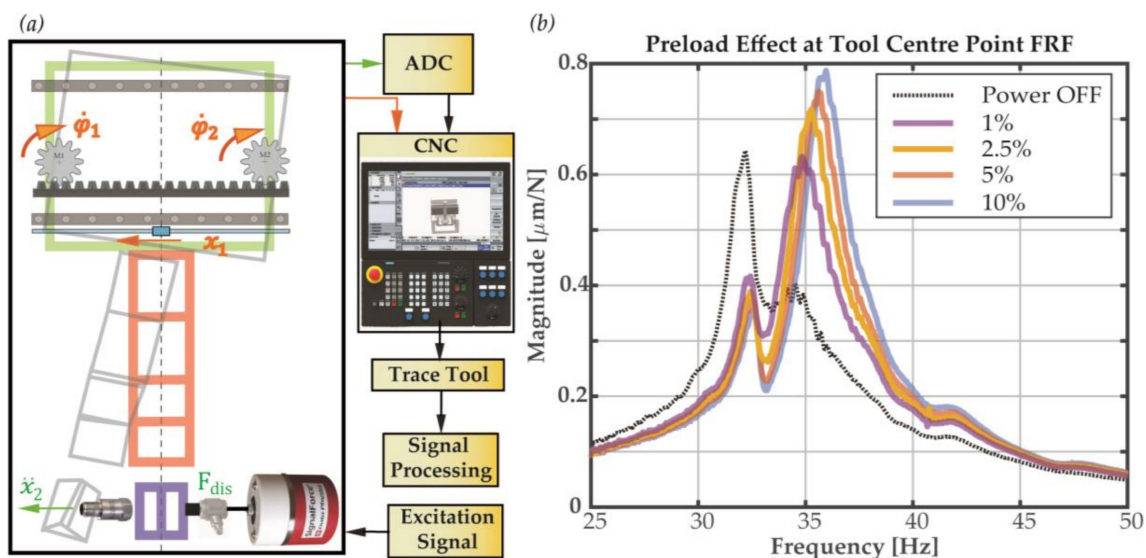 (a)
ADC
φ̇₁
φ̇₂
M1
M2
CNC
x₁
Trace Tool
Signal
Processing
ẍ₂
F_dis
SignalForce
Excitation
Signal
(b)
Preload Effect at Tool Centre Point FRF
Magnitude [μm/N]
0.8
0.6
0.4
0.2
0
Power OFF
1%
2.5%
5%
10%
25
30
35
40
45
50
Frequency [Hz]